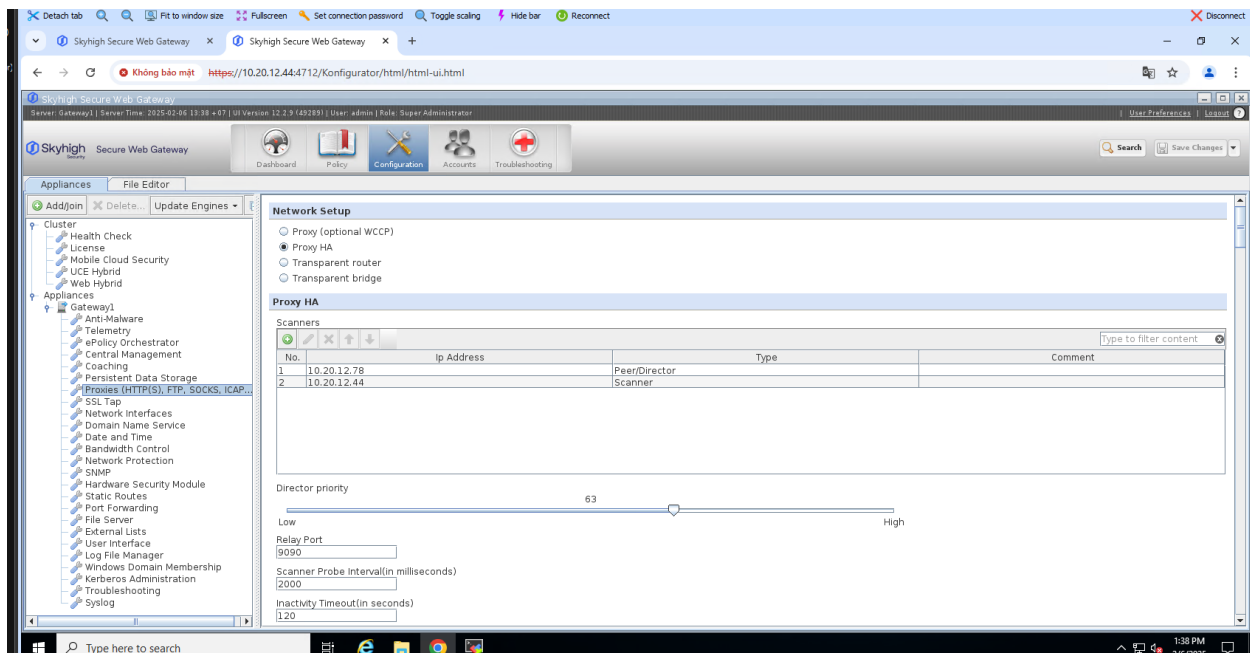 Detach tab Fit to window size Fullscreen Set connection password Toggle scaling Hide bar Reconnect Disconnect
Skyhigh Secure Web Gateway Skyhigh Secure Web Gateway
Không bảo mật https://10.20.12.44:4712/Konfigurator/html/html-ui.html
Skyhigh Secure Web Gateway
Server: Gateway1 | Server Time: 2025-02-06 13:38 +07 | UI Version 12.2.9 (49289) | User: admin | Role: Super Administrator | User Preferences | Logout
Skyhigh Security Secure Web Gateway
Dashboard Policy Configuration Accounts Troubleshooting
Search Save Changes
Appliances File Editor
Add/Join Delete... Update Engines
Cluster
Health Check
License
Mobile Cloud Security
UCE Hybrid
Web Hybrid
Appliances
Gateway1
Anti-Malware
Telemetry
ePolicy Orchestrator
Central Management
Coaching
Persistent Data Storage
Proxies (HTTP(S), FTP, SOCKS, ICAP...
SSL Tap
Network Interfaces
Domain Name Service
Date and Time
Bandwidth Control
Network Protection
SNMP
Hardware Security Module
Static Routes
Port Forwarding
File Server
External Lists
User Interface
Log File Manager
Windows Domain Membership
Kerberos Administration
Troubleshooting
Syslog
Network Setup
Proxy (optional WCCP)
Proxy HA
Transparent router
Transparent bridge
Proxy HA
Scanners
Type to filter content
No. Ip Address Type Comment
1 10.20.12.78 Peer/Director
2 10.20.12.44 Scanner
Director priority
63
Low High
Relay Port
9090
Scanner Probe Interval(in milliseconds)
2000
Inactivity Timeout(in seconds)
120
Type here to search
1:38 PM